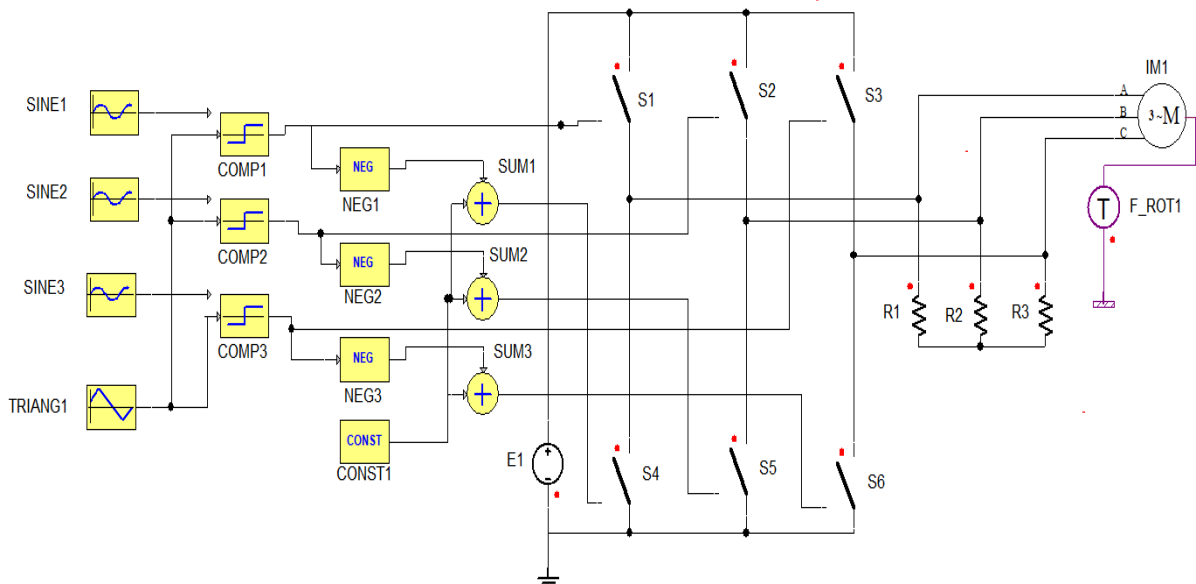 SINE1
COMP1
SINE2
COMP2
SINE3
COMP3
TRIANG1
NEG
NEG1
SUM1
NEG
NEG2
SUM2
NEG
NEG3
SUM3
CONST
CONST1
E1
S1
S2
S3
S4
S5
S6
IM1
A
B
C
3~M
T
F_ROT1
R1
R2
R3